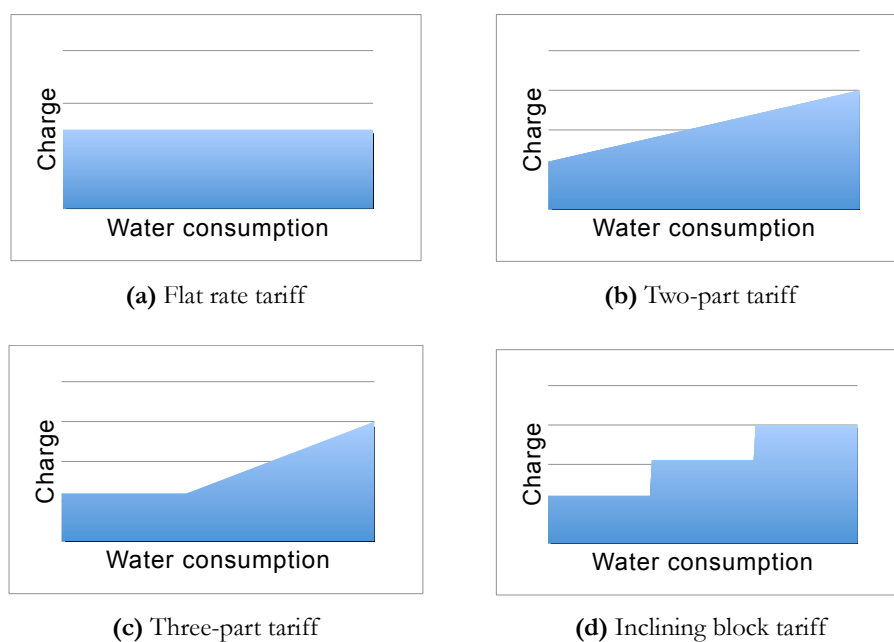 Charge
Water consumption
(a) Flat rate tariff
Charge
Water consumption
(b) Two-part tariff
Charge
Water consumption
(c) Three-part tariff
Charge
Water consumption
(d) Inclining block tariff